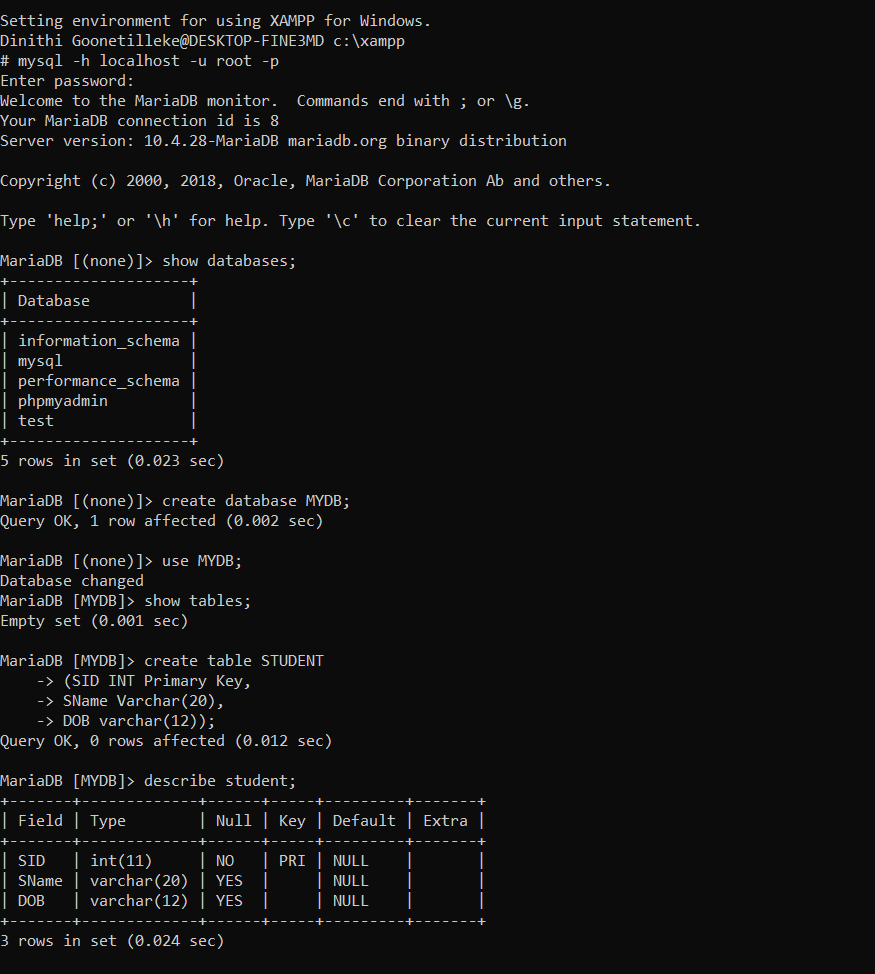 Setting environment for using XAMPP for Windows.
Dinithi Goonetilleke@DESKTOP-FINE3MD c:\xampp
# mysql -h localhost -u root -p
Enter password:
Welcome to the MariaDB monitor.  Commands end with ; or \g.
Your MariaDB connection id is 8
Server version: 10.4.28-MariaDB mariadb.org binary distribution

Copyright (c) 2000, 2018, Oracle, MariaDB Corporation Ab and others.

Type 'help;' or '\h' for help. Type '\c' to clear the current input statement.

MariaDB [(none)]> show databases;
+--------------------+
| Database           |
+--------------------+
| information_schema |
| mysql              |
| performance_schema |
| phpmyadmin         |
| test               |
+--------------------+
5 rows in set (0.023 sec)

MariaDB [(none)]> create database MYDB;
Query OK, 1 row affected (0.002 sec)

MariaDB [(none)]> use MYDB;
Database changed
MariaDB [MYDB]> show tables;
Empty set (0.001 sec)

MariaDB [MYDB]> create table STUDENT
    -> (SID INT Primary Key,
    -> SName Varchar(20),
    -> DOB varchar(12));
Query OK, 0 rows affected (0.012 sec)

MariaDB [MYDB]> describe student;
+-------+-------------+------+-----+---------+-------+
| Field | Type        | Null | Key | Default | Extra |
+-------+-------------+------+-----+---------+-------+
| SID   | int(11)     | NO   | PRI | NULL    |       |
| SName | varchar(20) | YES  |     | NULL    |       |
| DOB   | varchar(12) | YES  |     | NULL    |       |
+-------+-------------+------+-----+---------+-------+
3 rows in set (0.024 sec)